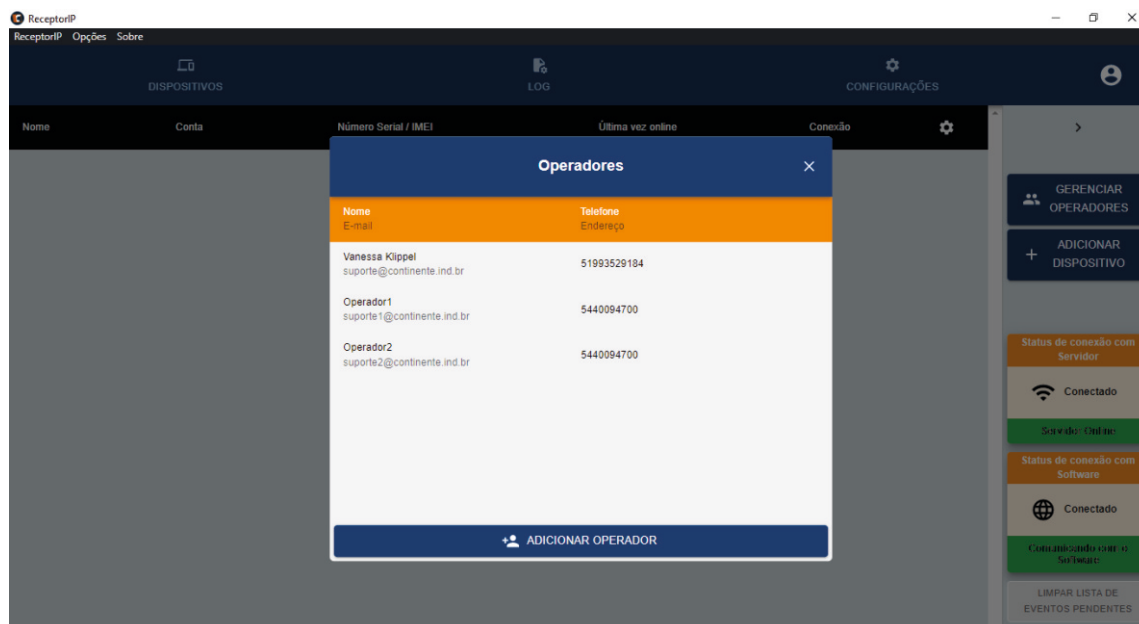 ReceptorIP
ReceptorIP Opções Sobre
DISPOSITIVOS
LOG
CONFIGURAÇÕES
Nome Conta Número Serial / IMEI Última vez online Conexão
Operadores
Nome Telefone
E-mail Endereço
Vanessa Klippel
suporte@continente.ind.br
51993529184
Operador1
suporte1@continente.ind.br
5440094700
Operador2
suporte2@continente.ind.br
5440094700
ADICIONAR OPERADOR
GERENCIAR
OPERADORES
ADICIONAR
DISPOSITIVO
Status de conexão com
Servidor
Conectado
Servidor Online
Status de conexão com
Software
Conectado
Comunicando com o
Software
LIMPAR LISTA DE
EVENTOS PENDENTES